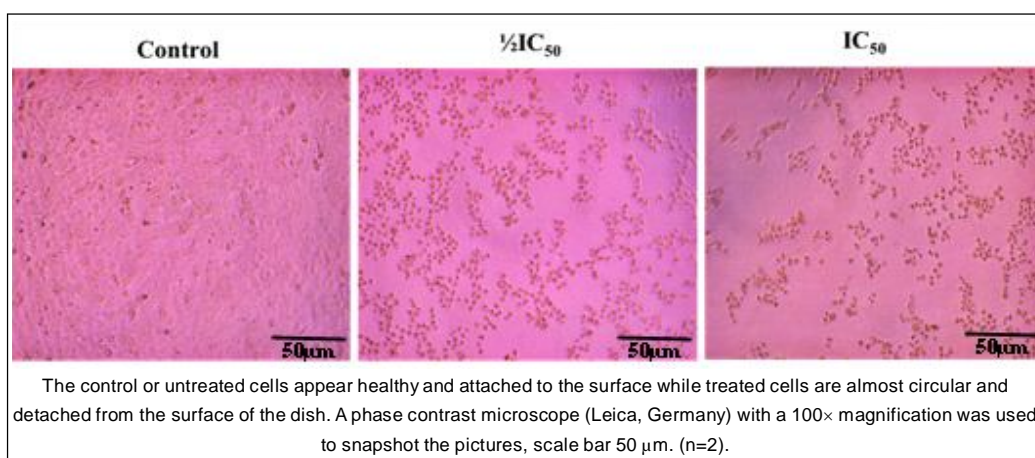 Control ½IC₅₀ IC₅₀
50µm 50µm 50µm
The control or untreated cells appear healthy and attached to the surface while treated cells are almost circular and
detached from the surface of the dish. A phase contrast microscope (Leica, Germany) with a 100× magnification was used
to snapshot the pictures, scale bar 50 µm. (n=2).